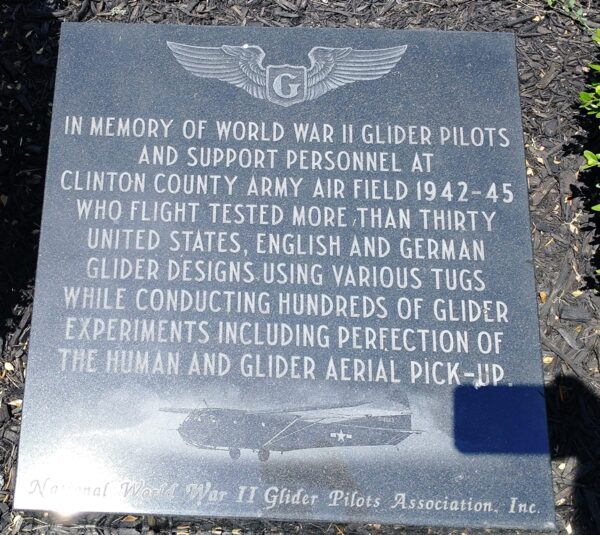 G
IN MEMORY OF WORLD WAR II GLIDER PILOTS
AND SUPPORT PERSONNEL AT
CLINTON COUNTY ARMY AIR FIELD 1942-45
WHO FLIGHT TESTED MORE THAN THIRTY
UNITED STATES, ENGLISH AND GERMAN
GLIDER DESIGNS USING VARIOUS TUGS
WHILE CONDUCTING HUNDREDS OF GLIDER
EXPERIMENTS INCLUDING PERFECTION OF
THE HUMAN AND GLIDER AERIAL PICK-UP.
National World War II Glider Pilots Association, Inc.